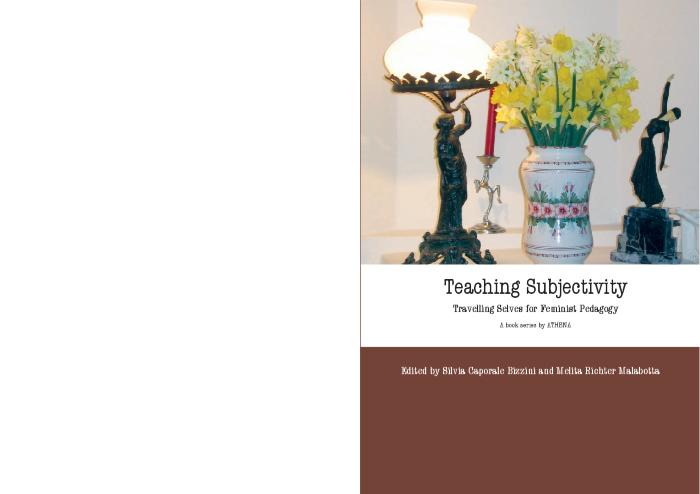 Teaching Subjectivity
Travelling Selves for Feminist Pedagogy
A book series by ATHENA
Edited by Silvia Caporale Bizzini and Melita Richter Malabotta